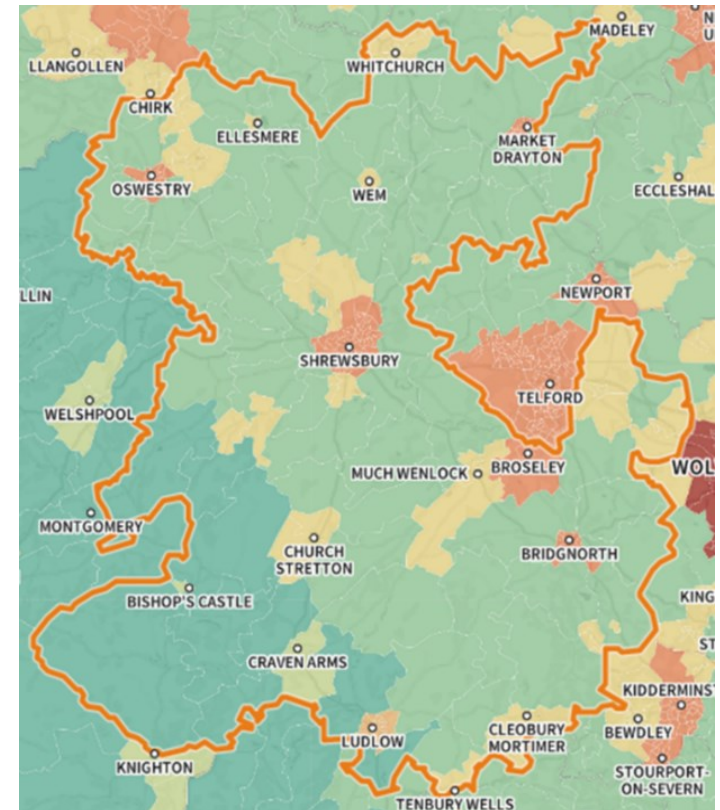 N
U
MADELEY
LLANGOLLEN
WHITCHURCH
CHIRK
ELLESMERE
MARKET
DRAYTON
OSWESTRY
WEM
ECCLESHAL
LLIN
NEWPORT
SHREWSBURY
TELFORD
WELSHPOOL
MUCH WENLOCK
BROSELEY
WOL
MONTGOMERY
CHURCH
STRETTON
BRIDGNORTH
BISHOP'S CASTLE
KING
ST
CRAVEN ARMS
KIDDERMINST
LUDLOW
CLEOBURY
MORTIMER
BEWDLEY
KNIGHTON
STOURPORT-
ON-SEVERN
TENBURY WELLS